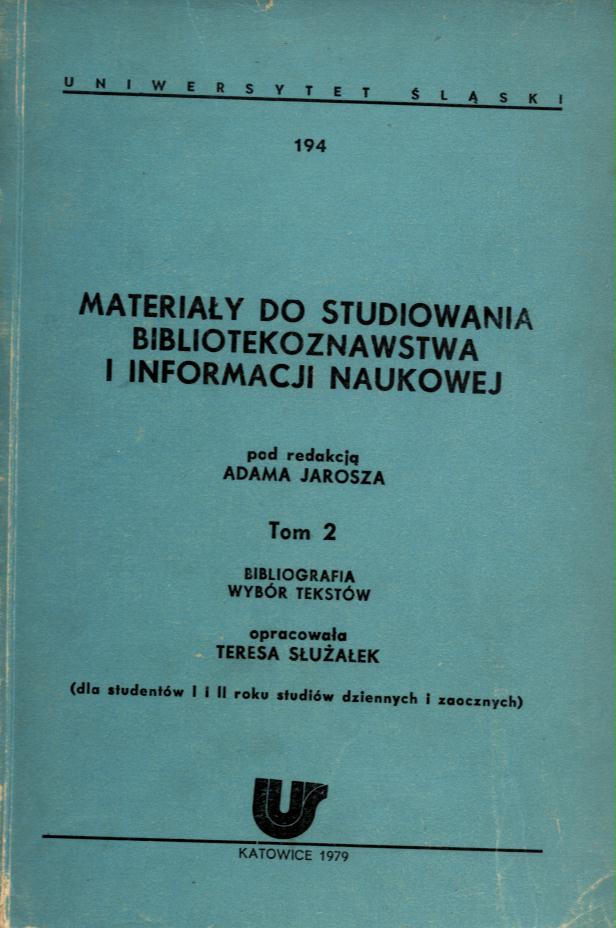 UNIWERSYTET ŚLĄSKI
194
MATERIAŁY DO STUDIOWANIA
BIBLIOTEKOZNAWSTWA
I INFORMACJI NAUKOWEJ
pod redakcją
ADAMA JAROSZA
Tom 2
BIBLIOGRAFIA
WYBÓR TEKSTÓW
opracowała
TERESA SŁUŻAŁEK
(dla studentów I i II roku studiów dziennych i zaocznych)
UŚ
KATOWICE 1979